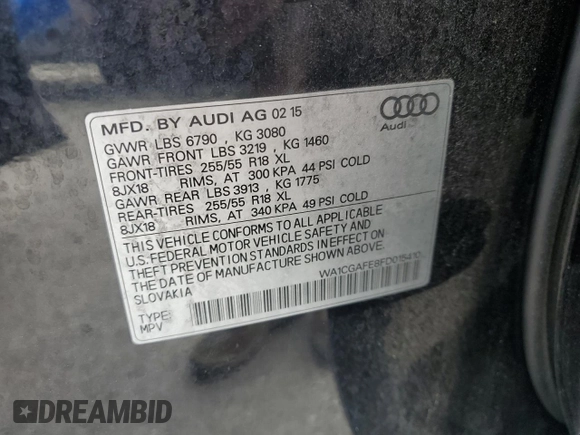 MFD. BY AUDI AG 02 15
GVWR LBS 6790 , KG 3080
GAWR FRONT LBS 3219 , KG 1460
FRONT-TIRES 255/55 R18 XL
8JX18 RIMS, AT 300 KPA 44 PSI COLD
GAWR REAR LBS 3913 , KG 1775
REAR-TIRES 255/55 R18 XL
8JX18 RIMS, AT 340 KPA 49 PSI COLD
THIS VEHICLE CONFORMS TO ALL APPLICABLE
U.S. FEDERAL MOTOR VEHICLE SAFETY AND
THEFT PREVENTION STANDARDS IN EFFECT ON
THE DATE OF MANUFACTURE SHOWN ABOVE.
SLOVAKIA
WA1CGAFE8FD015410
TYPE:
MPV
Audi
DREAMBID